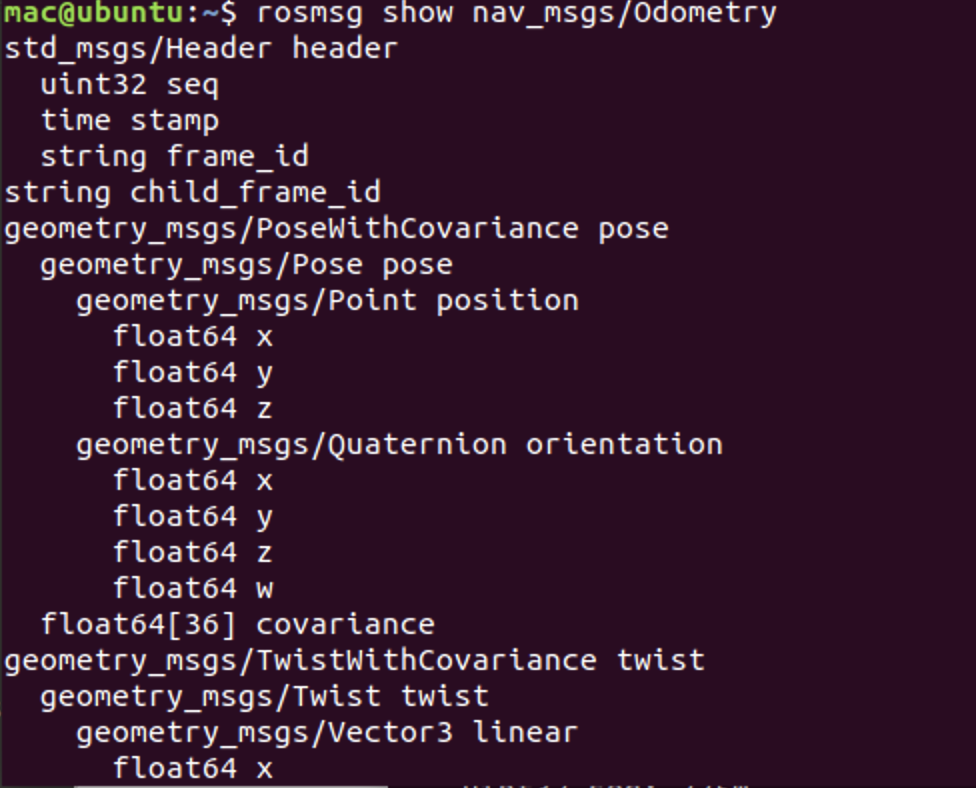 mac@ubuntu:~$ rosmsg show nav_msgs/Odometry
std_msgs/Header header
  uint32 seq
  time stamp
  string frame_id
string child_frame_id
geometry_msgs/PoseWithCovariance pose
  geometry_msgs/Pose pose
    geometry_msgs/Point position
      float64 x
      float64 y
      float64 z
    geometry_msgs/Quaternion orientation
      float64 x
      float64 y
      float64 z
      float64 w
  float64[36] covariance
geometry_msgs/TwistWithCovariance twist
  geometry_msgs/Twist twist
    geometry_msgs/Vector3 linear
      float64 x